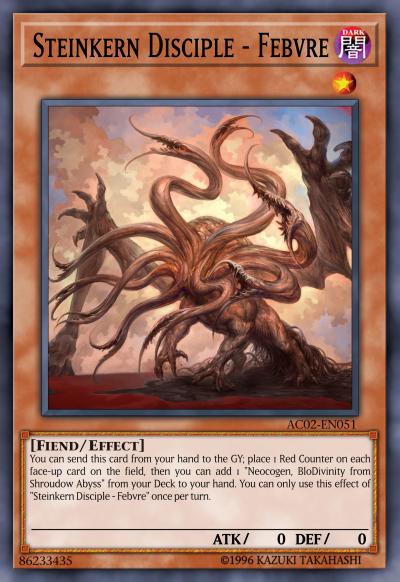 Steinkern Disciple - Febvre
DARK
闇
AC02-EN051
[Fiend/Effect]
You can send this card from your hand to the GY; place 1 Red Counter on each
face-up card on the field, then you can add 1 "Neocogen, BloDivinity from
Shroudow Abyss" from your Deck to your hand. You can only use this effect of
"Steinkern Disciple - Febvre" once per turn.
ATK/ 0 DEF/ 0
86233435
©1996 KAZUKI TAKAHASHI